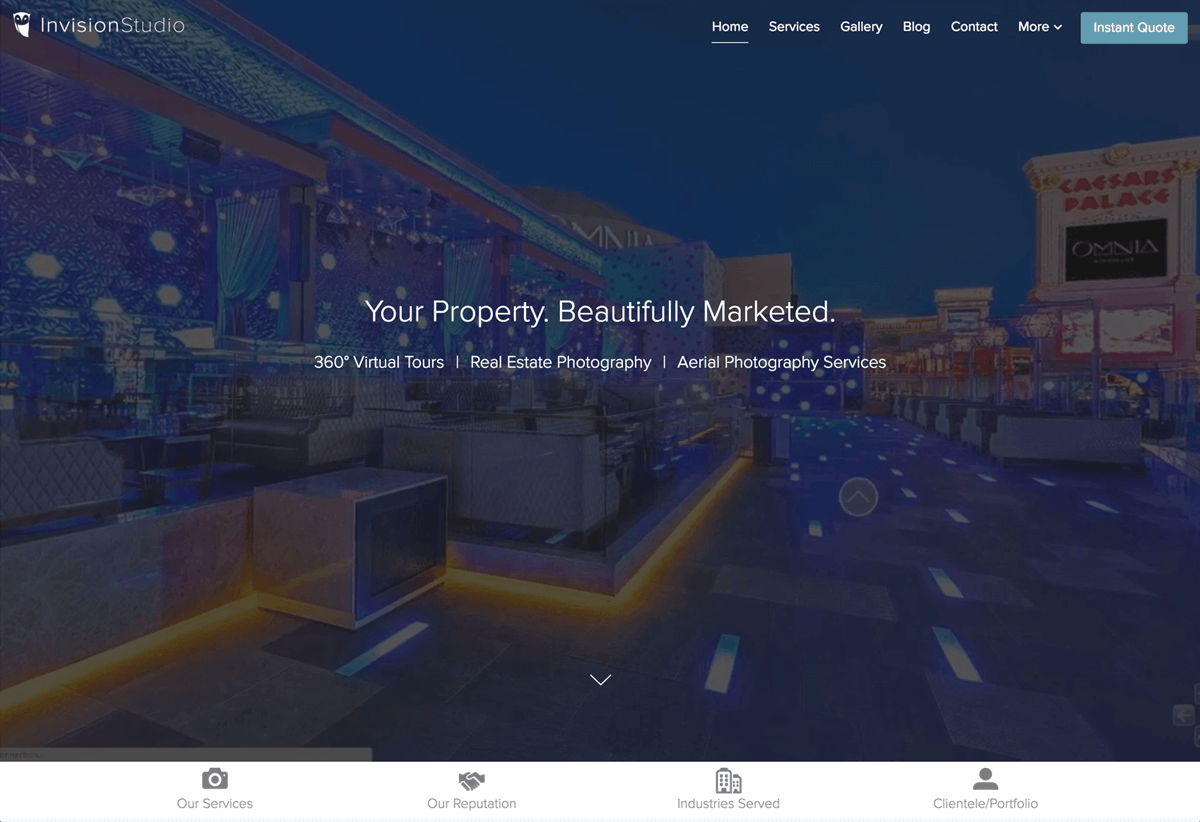 InvisionStudio
Home Services Gallery Blog Contact More Instant Quote
CAESARS
PALACE
OMNIA
OMNIA
Your Property. Beautifully Marketed.
360° Virtual Tours | Real Estate Photography | Aerial Photography Services
Our Services Our Reputation Industries Served Clientele/Portfolio